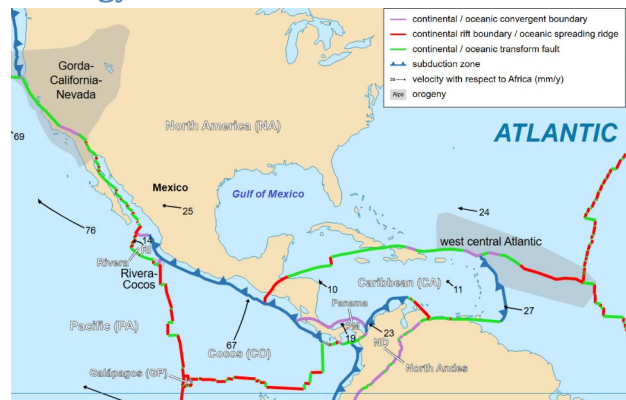 continental / oceanic convergent boundary
continental rift boundary / oceanic spreading ridge
continental / oceanic transform fault
subduction zone
velocity with respect to Africa (mm/y)
Alps
orogeny
Gorda-
California-
Nevada
North America (NA)
ATLANTIC
69
Mexico
25
Gulf of Mexico
24
76
14
RI
Rivera
Rivera-
Cocos
west central Atlantic
Caribbean (CA)
10
11
Panama
PM
19
23
27
ND
North Andes
Pacific (PA)
67
Cocos (CO)
Galápagos (GP)